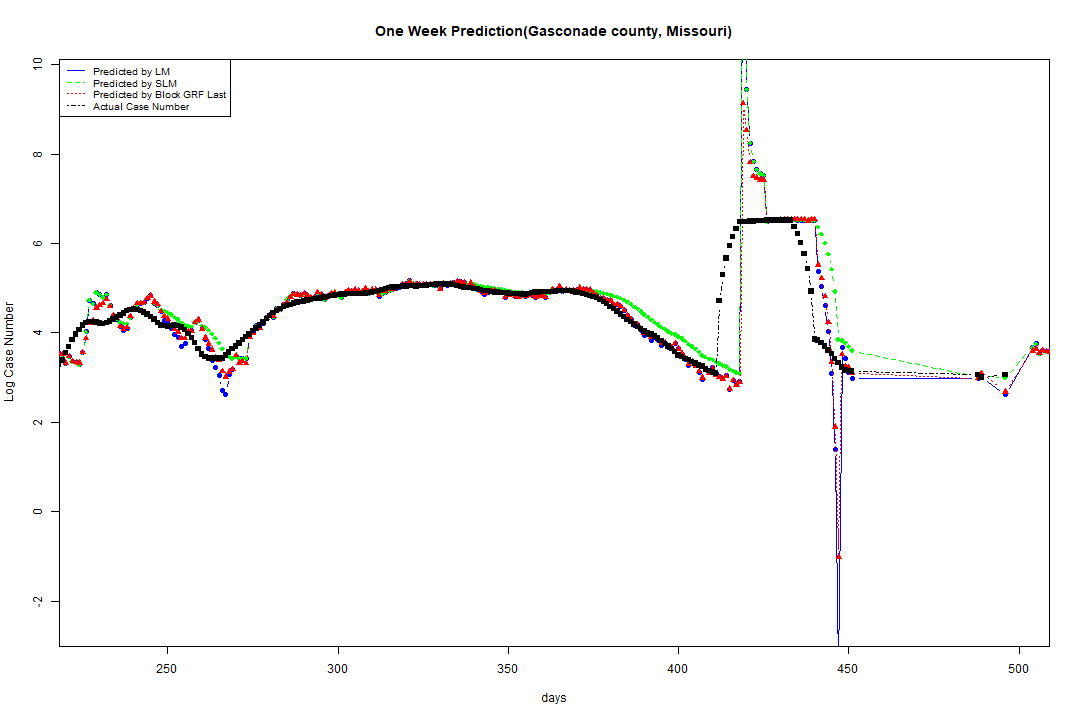 One Week Prediction(Gasconade county, Missouri)
Predicted by LM
Predicted by SLM
Predicted by Block GRF Last
Actual Case Number
Log Case Number
10
8
6
4
2
0
-2
250 300 350 400 450 500
days